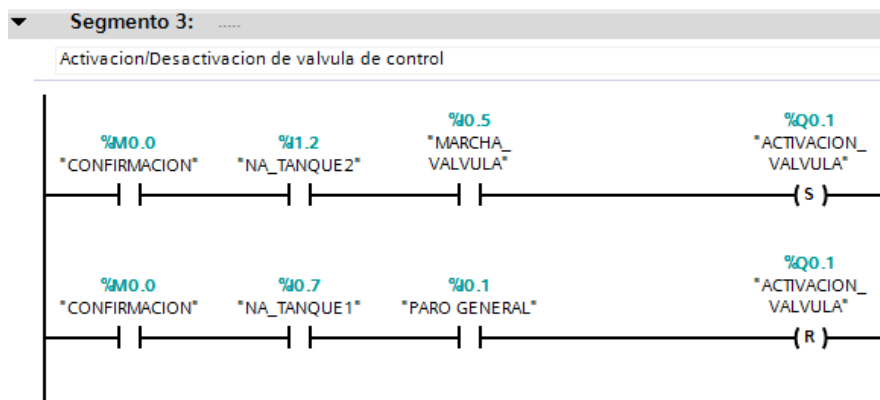 Segmento 3: .....
Activacion/Desactivacion de valvula de control
%M0.0
"CONFIRMACION"
%I1.2
"NA_TANQUE2"
%I0.5
"MARCHA_
VALVULA"
%Q0.1
"ACTIVACION_
VALVULA"
S
%M0.0
"CONFIRMACION"
%I0.7
"NA_TANQUE1"
%I0.1
"PARO GENERAL"
%Q0.1
"ACTIVACION_
VALVULA"
R